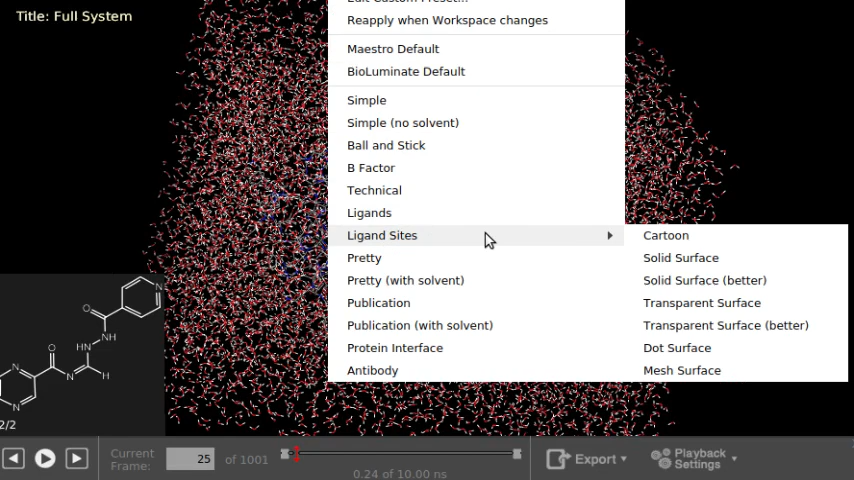 Title: Full System
Edit Custom Preset...
Reapply when Workspace changes
Maestro Default
BioLuminate Default
Simple
Simple (no solvent)
Ball and Stick
B Factor
Technical
Ligands
Ligand Sites
Pretty
Pretty (with solvent)
Publication
Publication (with solvent)
Protein Interface
Antibody
Cartoon
Solid Surface
Solid Surface (better)
Transparent Surface
Transparent Surface (better)
Dot Surface
Mesh Surface
N
O
NH
O
HN
N
N
H
N
2/2
Current
Frame:
25
of 1001
0.24 of 10.00 ns
Export
Playback
Settings